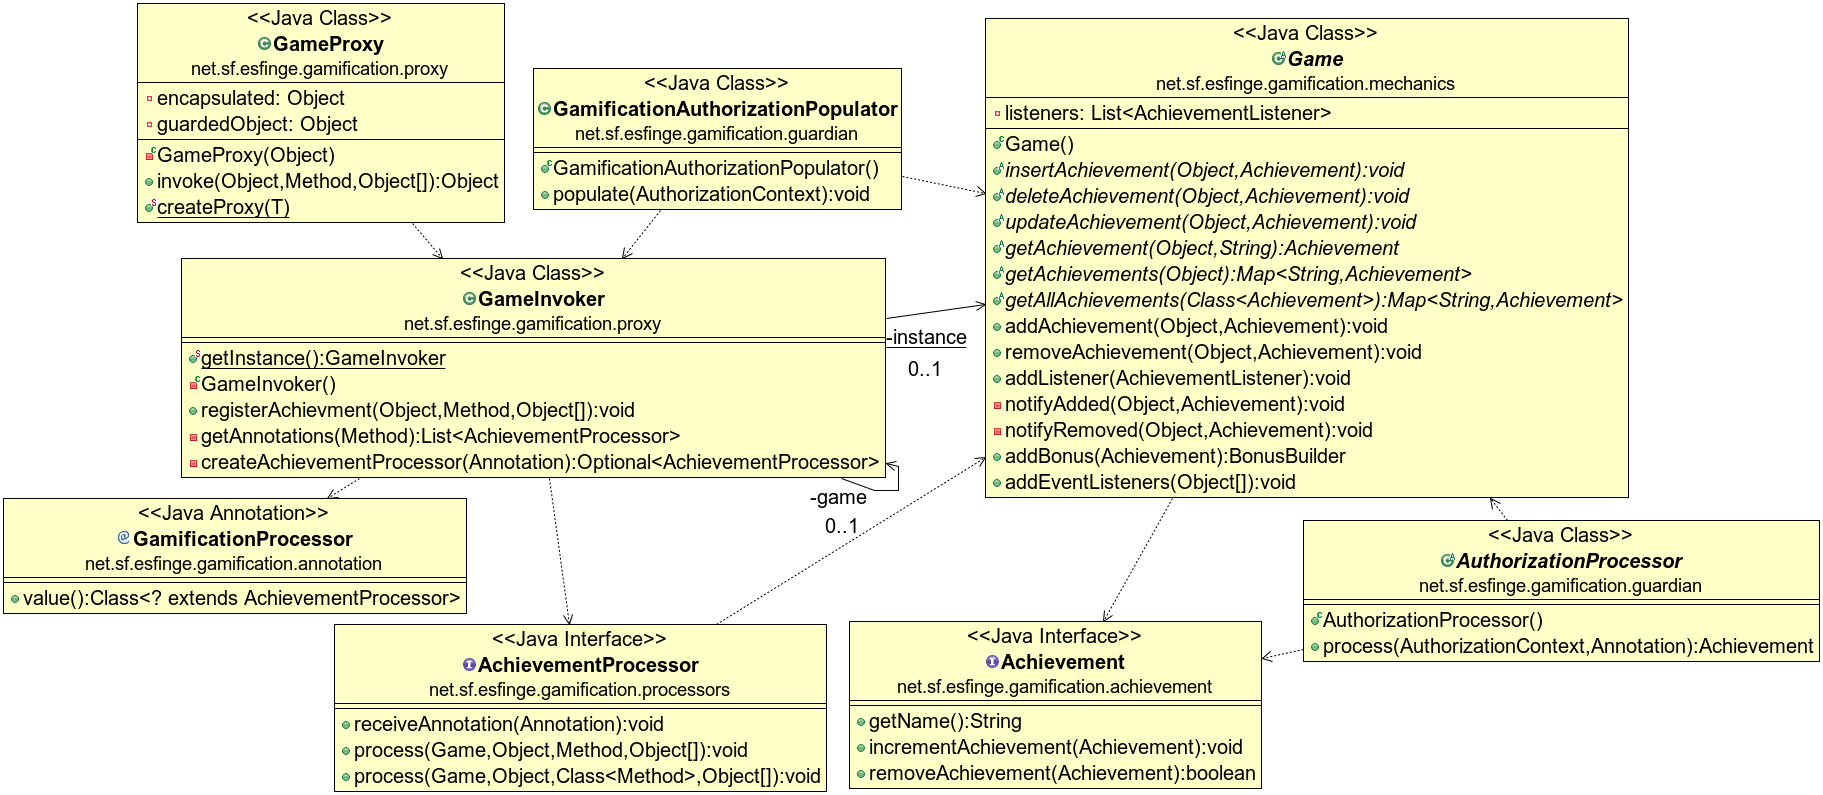 <<Java Class>>
GameProxy
net.sf.esfinge.gamification.proxy
encapsulated: Object
guardedObject: Object
GameProxy(Object)
invoke(Object,Method,Object[]):Object
createProxy(T)
<<Java Class>>
GamificationAuthorizationPopulator
net.sf.esfinge.gamification.guardian
GamificationAuthorizationPopulator()
populate(AuthorizationContext):void
<<Java Class>>
Game
net.sf.esfinge.gamification.mechanics
listeners: List<AchievementListener>
Game()
insertAchievement(Object,Achievement):void
deleteAchievement(Object,Achievement):void
updateAchievement(Object,Achievement):void
getAchievement(Object,String):Achievement
getAchievements(Object):Map<String,Achievement>
getAllAchievements(Class<Achievement>):Map<String,Achievement>
addAchievement(Object,Achievement):void
removeAchievement(Object,Achievement):void
addListener(AchievementListener):void
notifyAdded(Object,Achievement):void
notifyRemoved(Object,Achievement):void
addBonus(Achievement):BonusBuilder
addEventListeners(Object[]):void
<<Java Class>>
GameInvoker
net.sf.esfinge.gamification.proxy
getInstance():GameInvoker
GameInvoker()
registerAchievment(Object,Method,Object[]):void
getAnnotations(Method):List<AchievementProcessor>
createAchievementProcessor(Annotation):Optional<AchievementProcessor>
-instance
0..1
-game
0..1
<<Java Annotation>>
GamificationProcessor
net.sf.esfinge.gamification.annotation
value():Class<? extends AchievementProcessor>
<<Java Interface>>
AchievementProcessor
net.sf.esfinge.gamification.processors
receiveAnnotation(Annotation):void
process(Game,Object,Method,Object[]):void
process(Game,Object,Class<Method>,Object[]):void
<<Java Interface>>
Achievement
net.sf.esfinge.gamification.achievement
getName():String
incrementAchievement(Achievement):void
removeAchievement(Achievement):boolean
<<Java Class>>
AuthorizationProcessor
net.sf.esfinge.gamification.guardian
AuthorizationProcessor()
process(AuthorizationContext,Annotation):Achievement